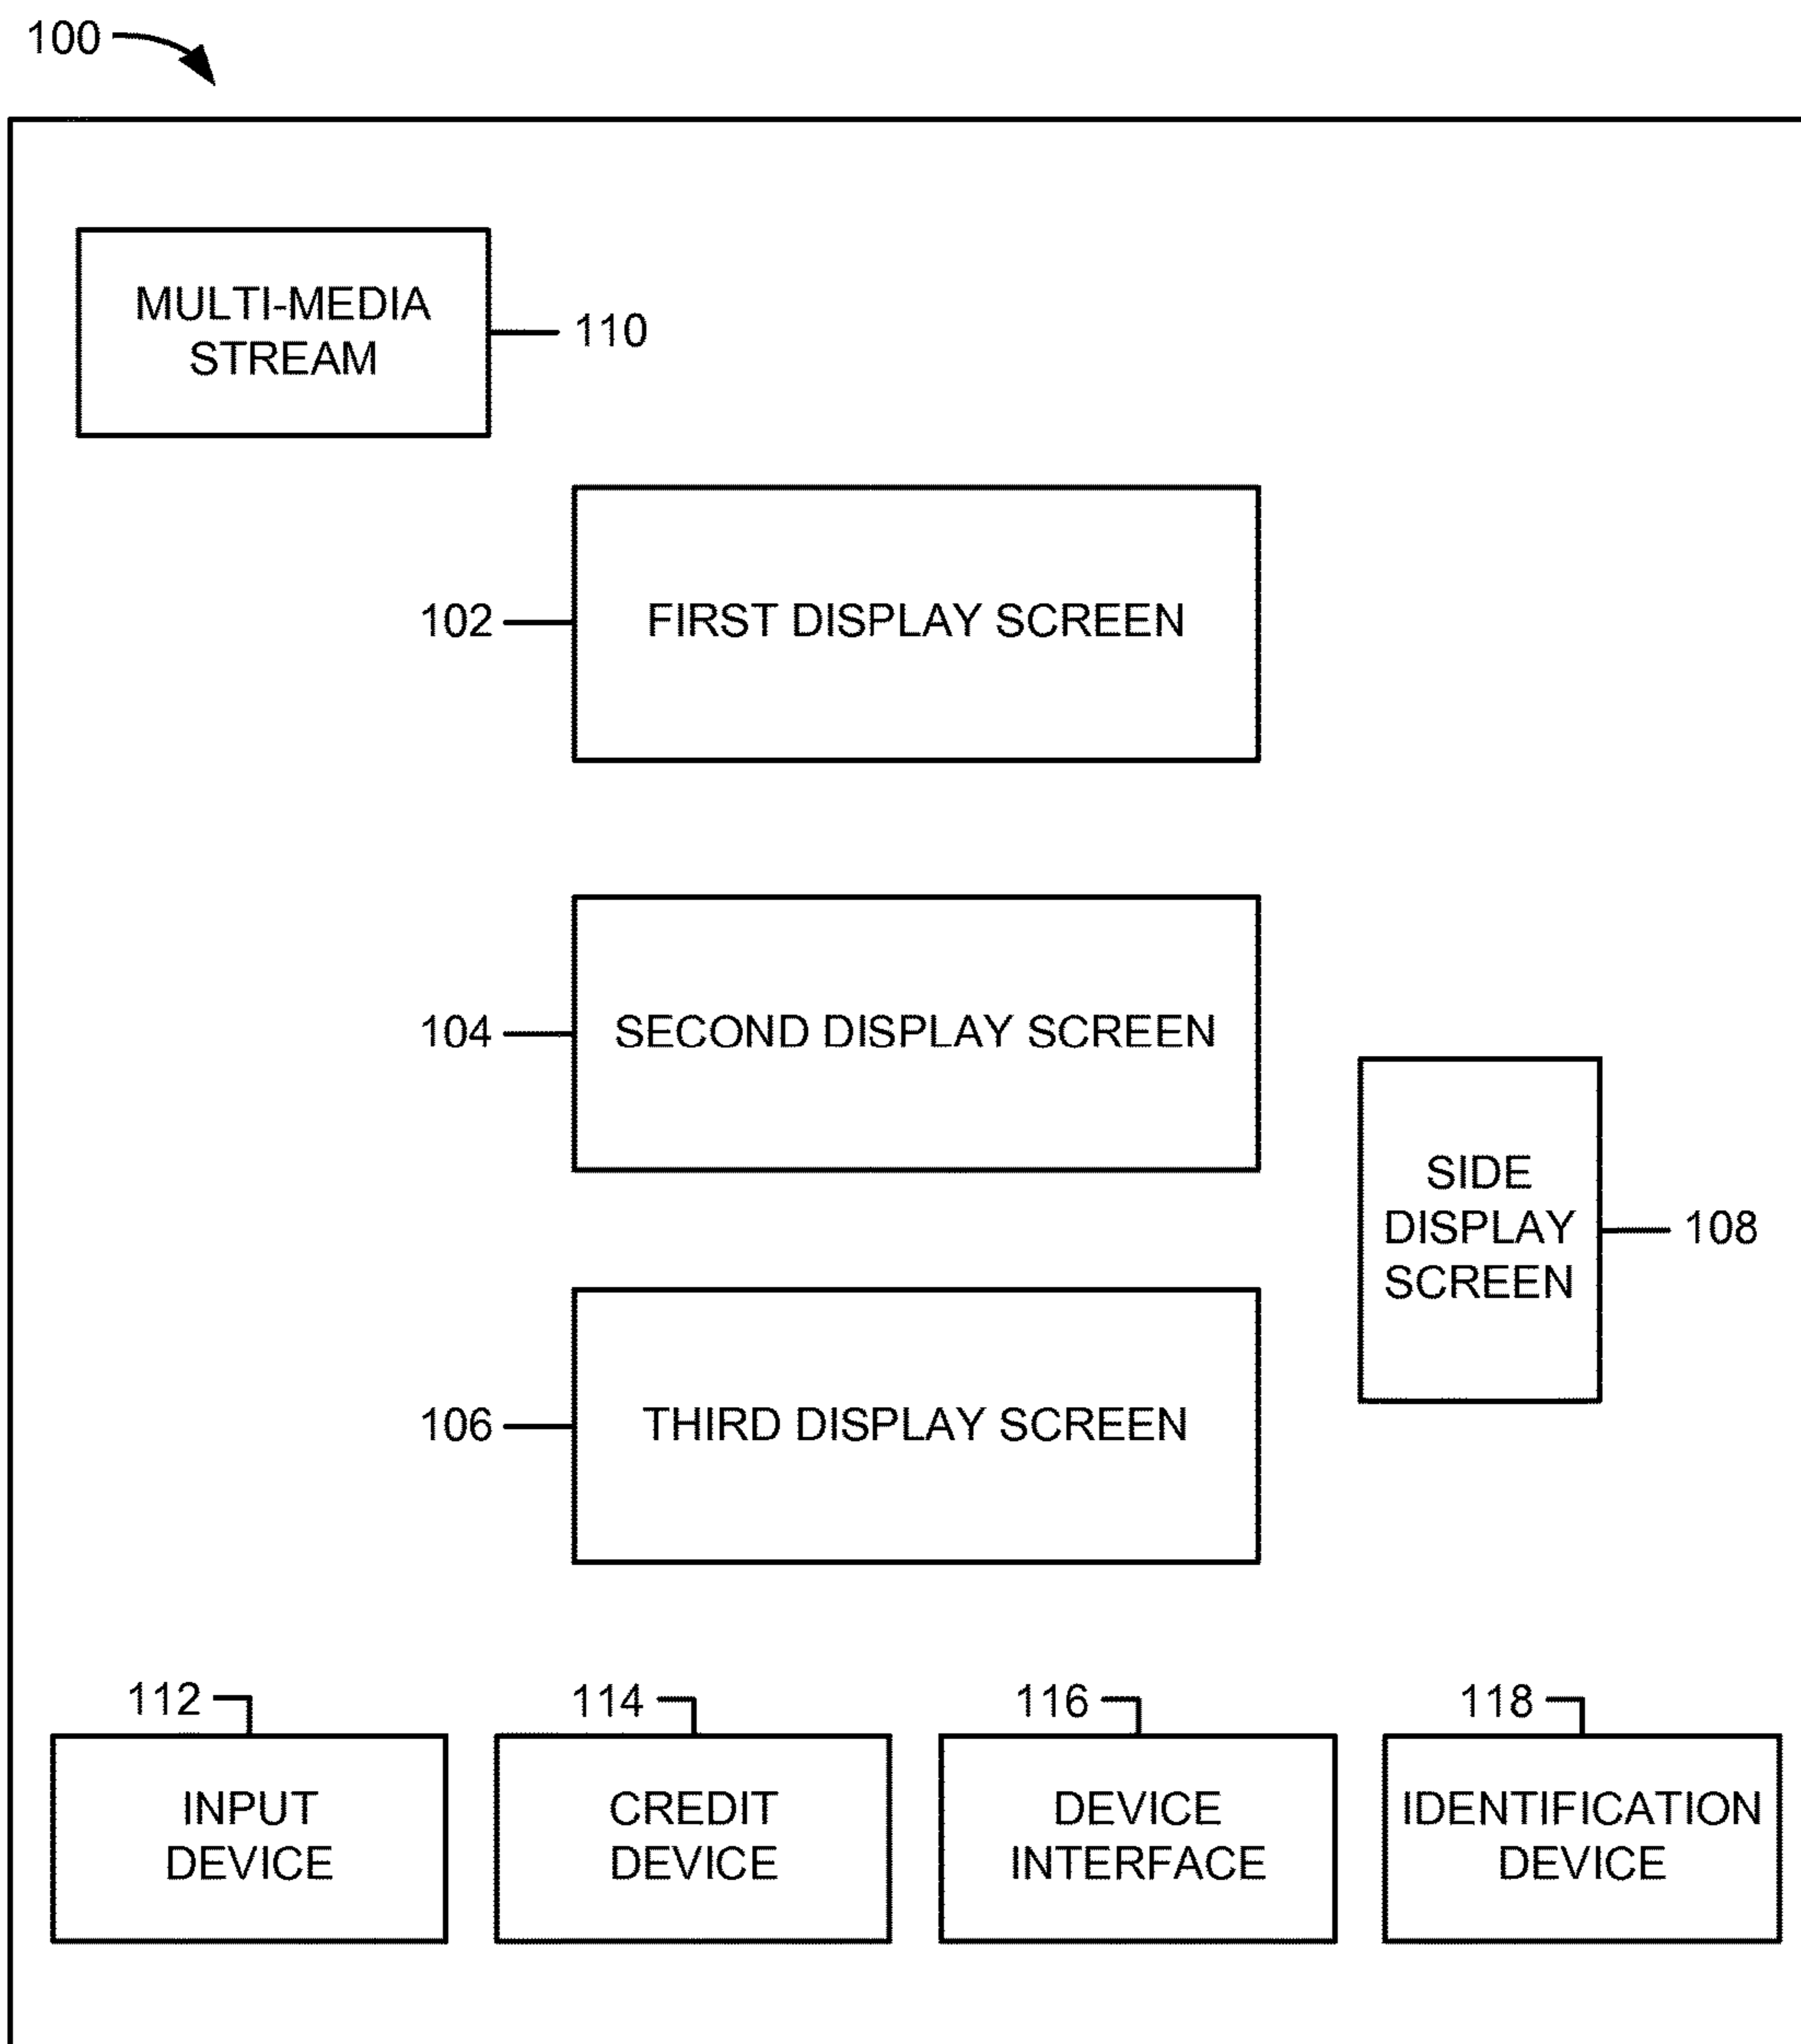 100
MULTI-MEDIA
STREAM
110
102
FIRST DISPLAY SCREEN
104
SECOND DISPLAY SCREEN
SIDE
DISPLAY
SCREEN
108
106
THIRD DISPLAY SCREEN
112
INPUT
DEVICE
114
CREDIT
DEVICE
116
DEVICE
INTERFACE
118
IDENTIFICATION
DEVICE